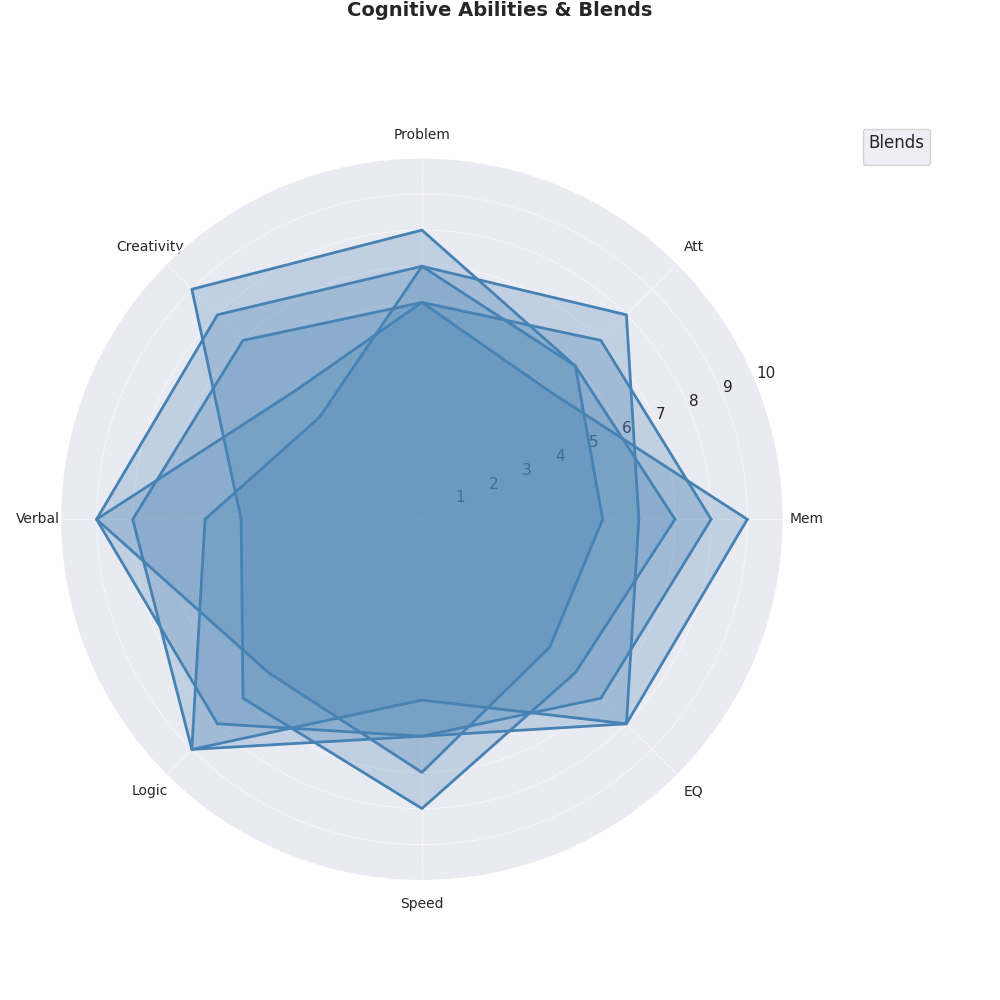 Cognitive Abilities & Blends
Problem
Blends
Creativity
Att
10
9
8
7
6
5
4
3
2
1
Verbal
Mem
Logic
EQ
Speed